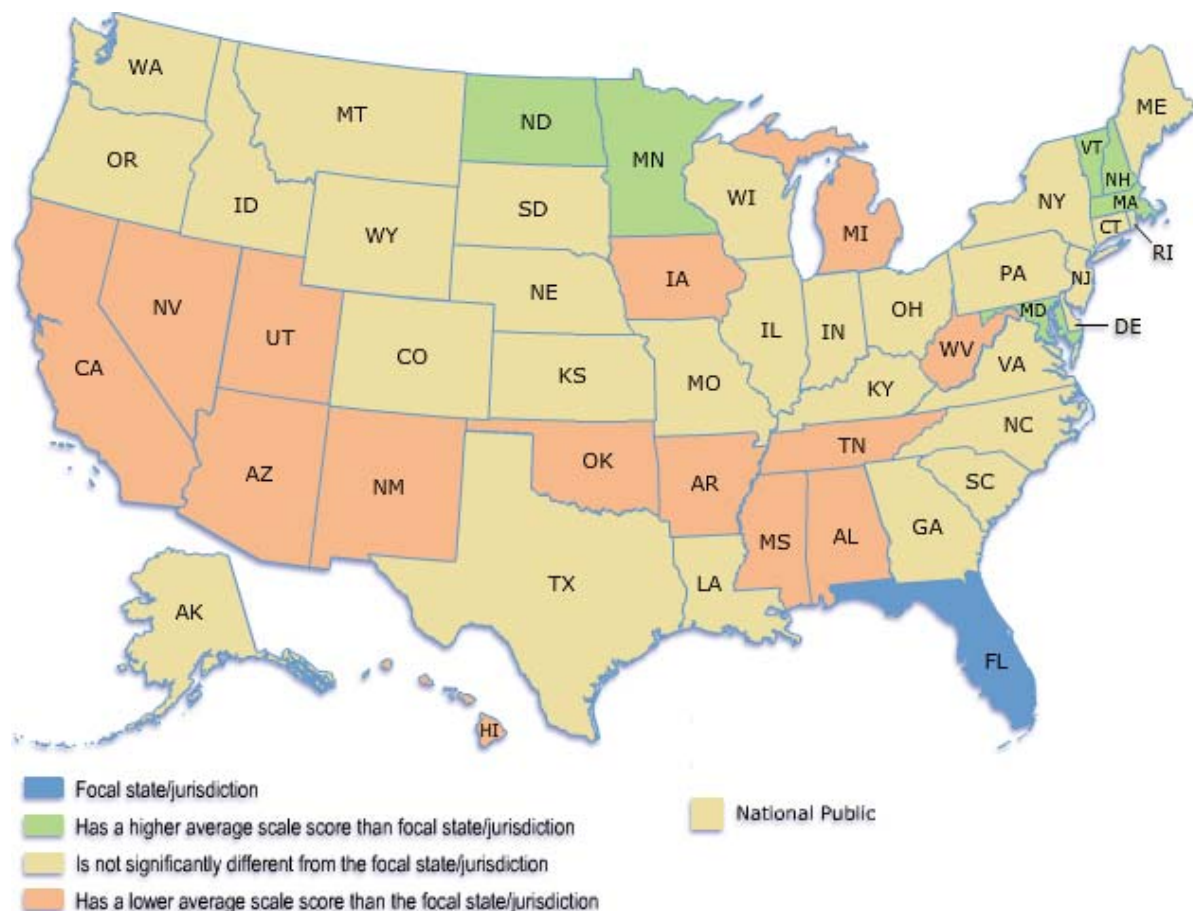 WA
MT
ND
MN
ME
VT
NH
OR
ID
SD
WI
NY
MA
WY
MI
CT
RI
IA
PA
NJ
NV
NE
OH
MD
UT
IL
IN
DE
CA
CO
WV
KS
MO
VA
KY
NC
AZ
NM
OK
TN
AR
SC
MS
AL
GA
TX
LA
AK
FL
HI
Focal state/jurisdiction
Has a higher average scale score than focal state/jurisdiction
Is not significantly different from the focal state/jurisdiction
Has a lower average scale score than the focal state/jurisdiction
National Public